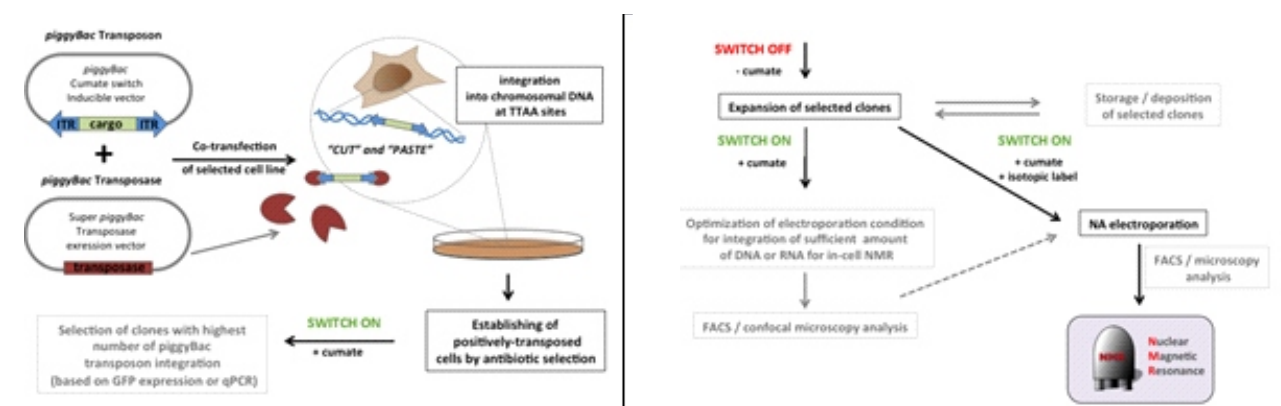 piggyBac Transposon
piggyBac
Cumate switch
Inducible vector
ITR cargo ITR
+
piggyBac Transposase
Super piggyBac
Transposase
exression vector
transposase
Co-transfection
of selected cell line
"CUT" and "PASTE"
integration
into chromosomal DNA
at TTAA sites
Establishing of
positively-transposed
cells by antibiotic selection
SWITCH ON
+ cumate
Selection of clones with highest
number of piggyBac
transposon integration
(based on GFP expression or qPCR)
SWITCH OFF
- cumate
Expansion of selected clones
Storage / deposition
of selected clones
SWITCH ON
+ cumate
SWITCH ON
+ cumate
+ isotopic label
Optimization of electroporation condition
for integration of sufficient amount
of DNA or RNA for in-cell NMR
FACS / confocal microscopy analysis
NA electroporation
FACS / microscopy
analysis
NMR
Nuclear
Magnetic
Resonance